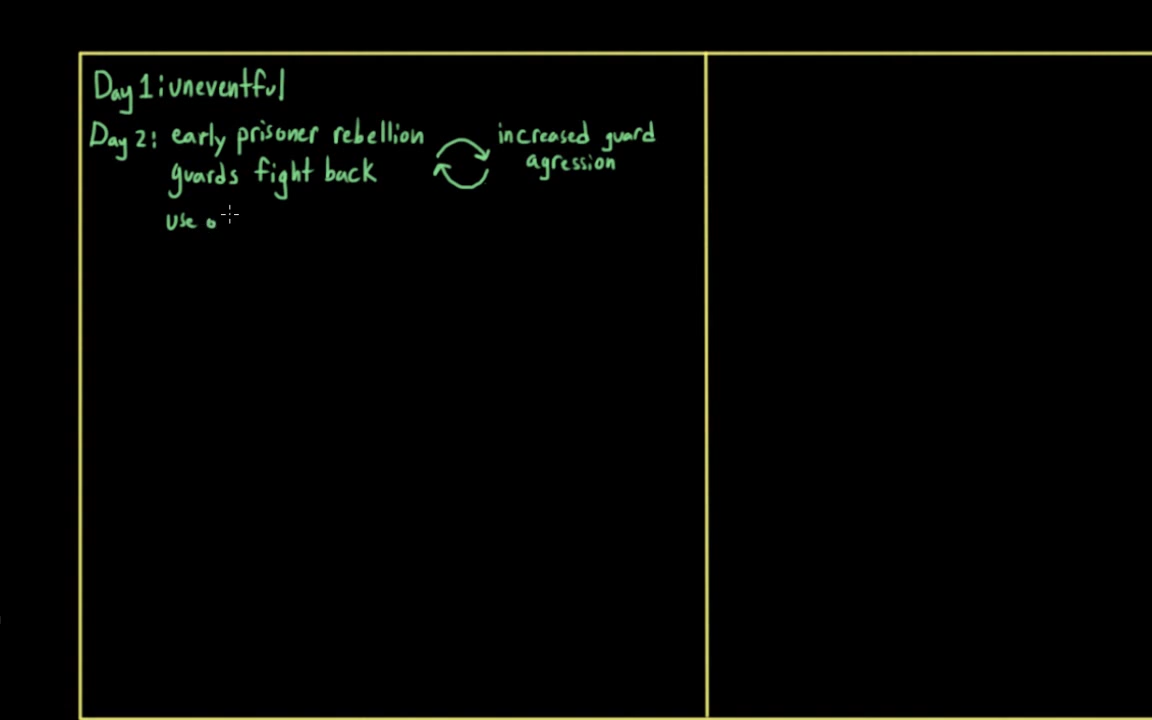 Day 1: uneventful
Day 2: early prisoner rebellion
guards fight back
use o
increased guard
agression